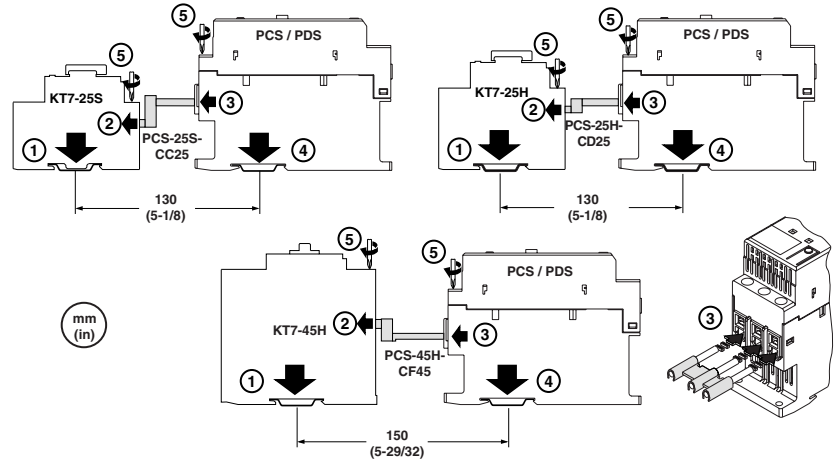 5
PCS / PDS
5
KT7-25S
2
3
PCS-25S-
CC25
1
4
130
(5-1/8)
5
PCS / PDS
5
KT7-25H
2
3
PCS-25H-
CD25
1
4
130
(5-1/8)
5
5
PCS / PDS
mm
(in)
KT7-45H
2
3
PCS-45H-
CF45
1
4
150
(5-29/32)
3